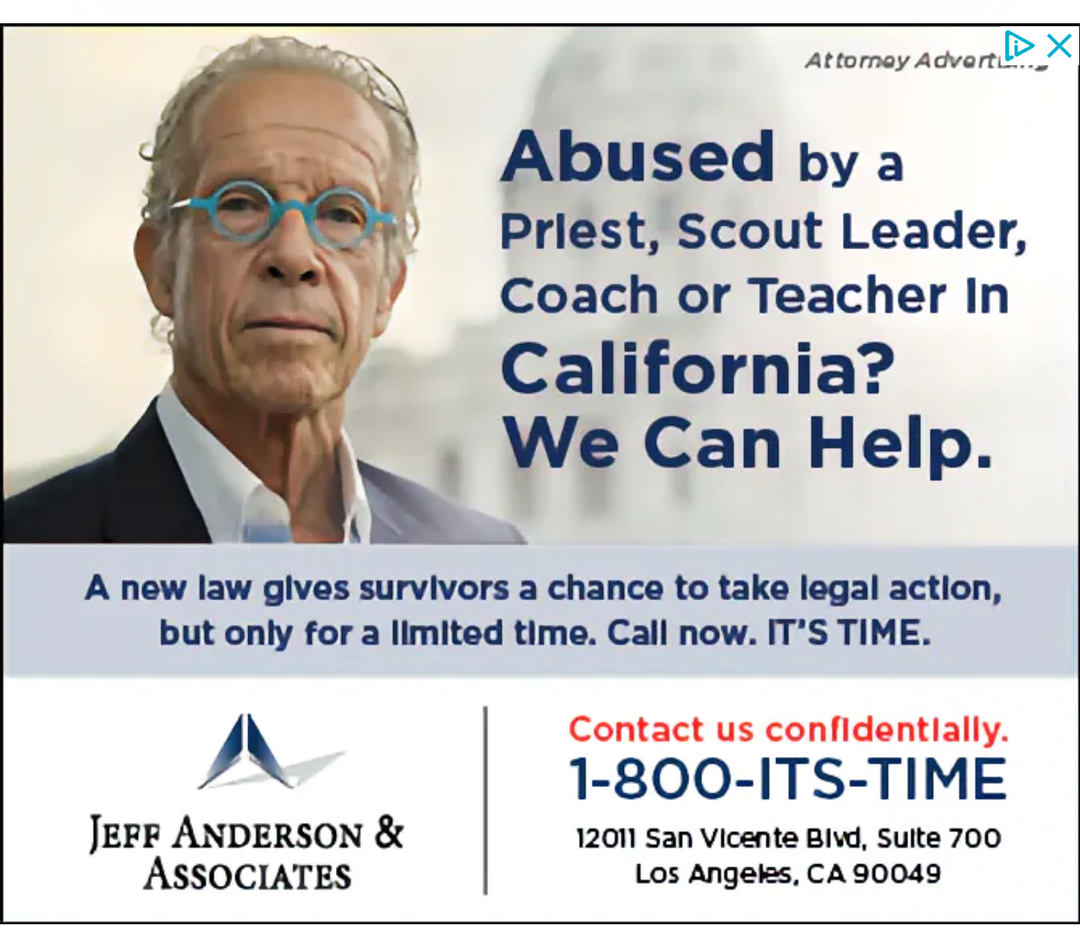 Attorney Advertising
Abused by a
Priest, Scout Leader,
Coach or Teacher In
California?
We Can Help.
A new law gives survivors a chance to take legal action,
but only for a limited time. Call now. IT'S TIME.
JEFF ANDERSON &
ASSOCIATES
Contact us confidentially.
1-800-ITS-TIME
12011 San Vicente Blvd, Suite 700
Los Angeles, CA 90049